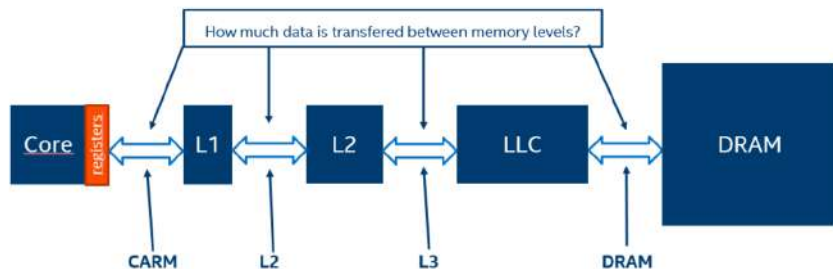 How much data is transfered between memory levels?
Core
registers
L1
L2
LLC
DRAM
CARM
L2
L3
DRAM